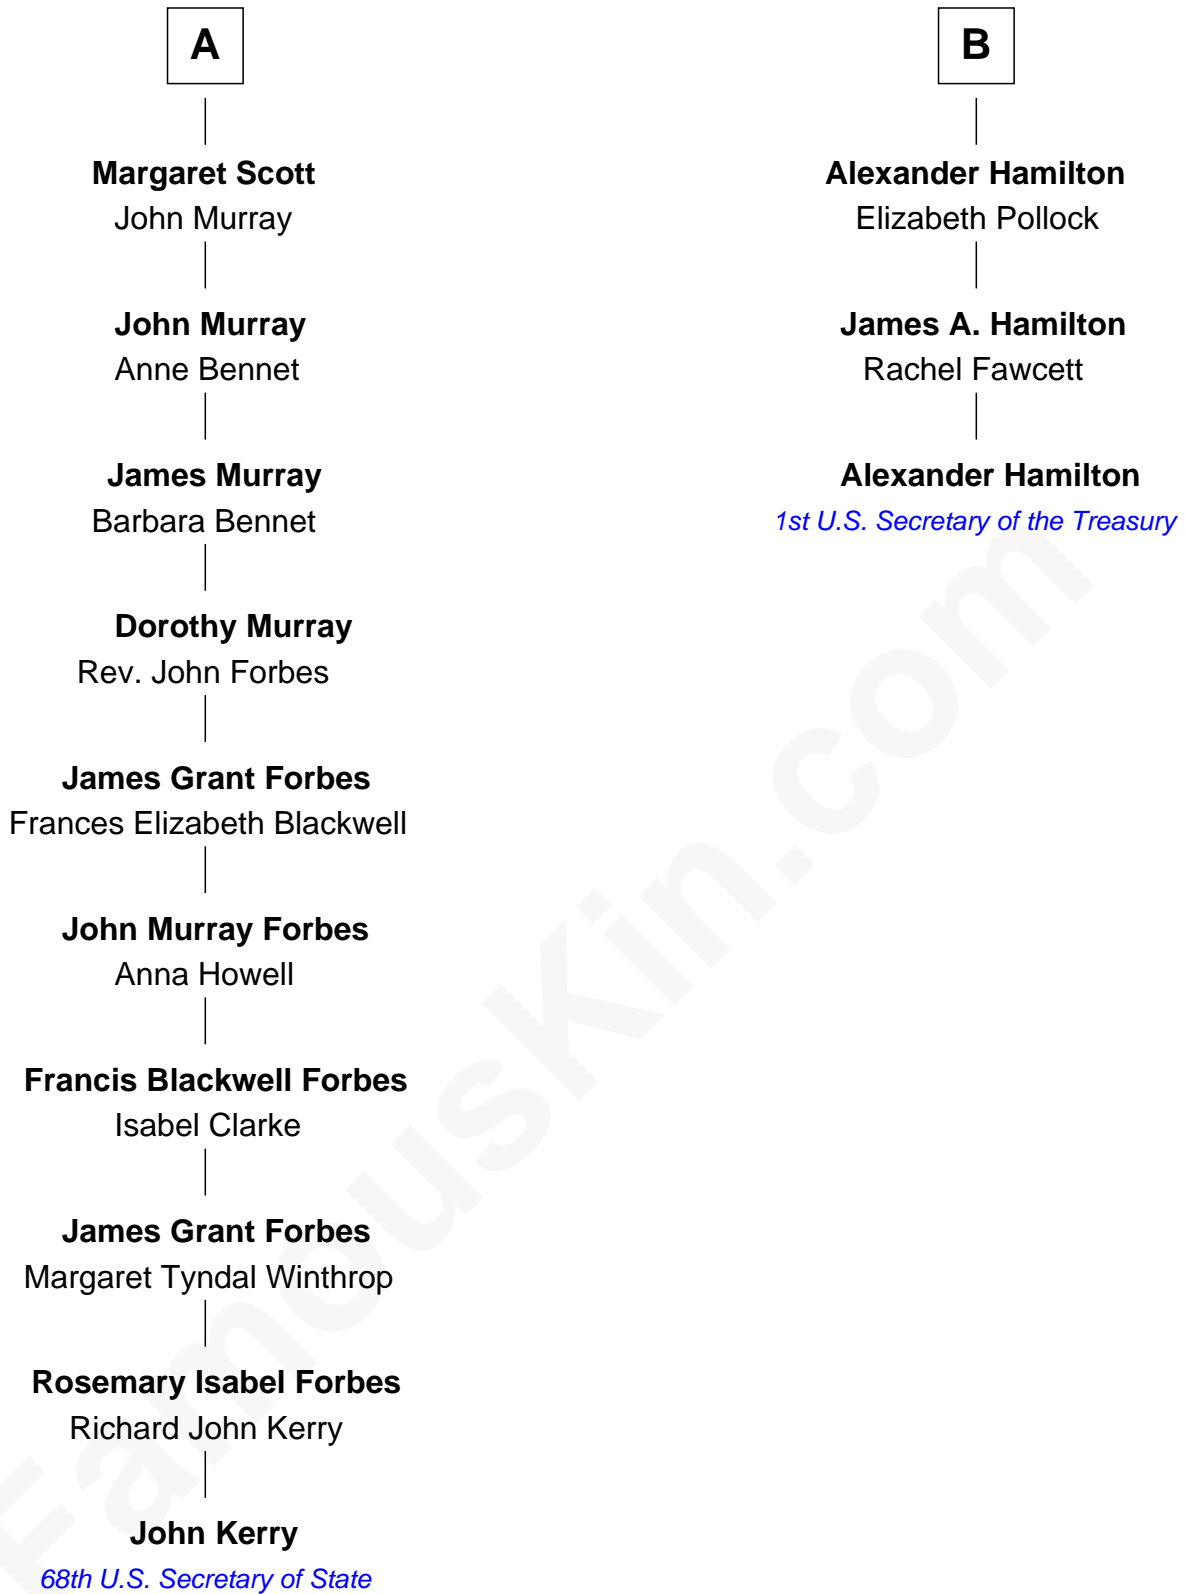 A
Margaret Scott
John Murray
John Murray
Anne Bennet
James Murray
Barbara Bennet
Dorothy Murray
Rev. John Forbes
James Grant Forbes
Frances Elizabeth Blackwell
John Murray Forbes
Anna Howell
Francis Blackwell Forbes
Isabel Clarke
James Grant Forbes
Margaret Tyndal Winthrop
Rosemary Isabel Forbes
Richard John Kerry
John Kerry
68th U.S. Secretary of State
B
Alexander Hamilton
Elizabeth Pollock
James A. Hamilton
Rachel Fawcett
Alexander Hamilton
1st U.S. Secretary of the Treasury
FamousKin.com